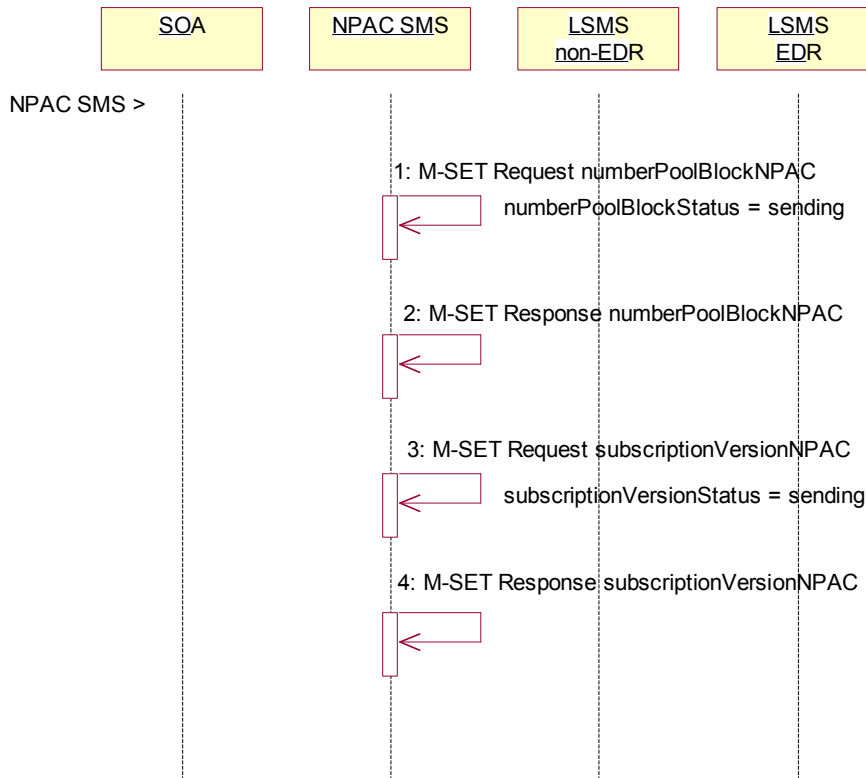 SOA
NPAC SMS
LSMS
non-EDR
LSMS
EDR
NPAC SMS >
1: M-SET Request numberPoolBlockNPAC
numberPoolBlockStatus = sending
2: M-SET Response numberPoolBlockNPAC
3: M-SET Request subscriptionVersionNPAC
subscriptionVersionStatus = sending
4: M-SET Response subscriptionVersionNPAC